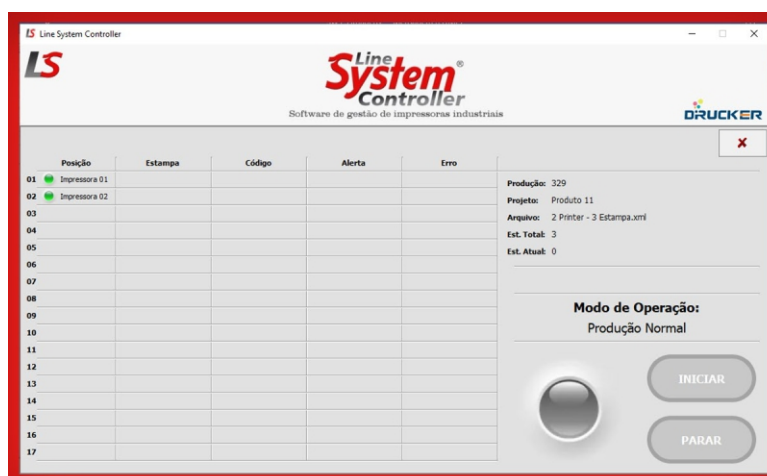 LS Line System Controller
LS
Line
System®
Controller
Software de gestão de impressoras industriais
DRUCKER
Posição Estampa Código Alerta Erro
01 Impressora 01
02 Impressora 02
03
04
05
06
07
08
09
10
11
12
13
14
15
16
17
Produção: 329
Projeto: Produto 11
Arquivo: 2 Printer - 3 Estampa.xml
Est. Total: 3
Est. Atual: 0
Modo de Operação:
Produção Normal
INICIAR
PARAR